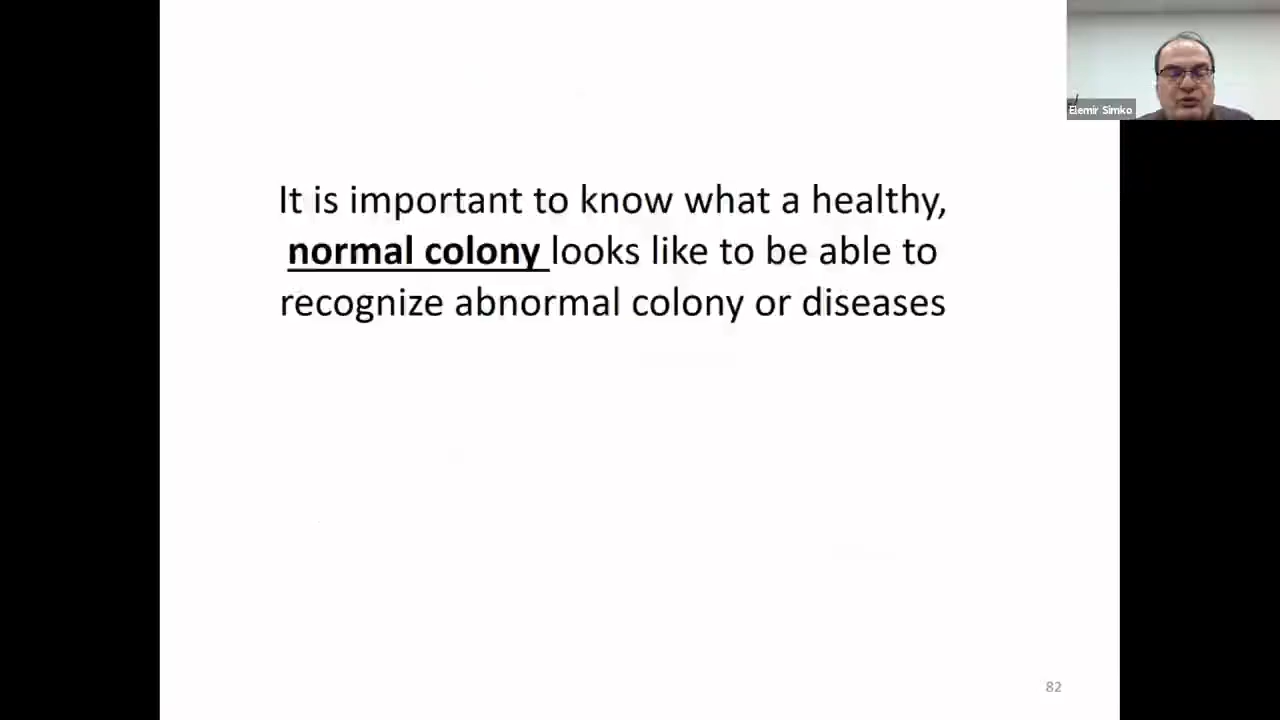 Elemir Simko
It is important to know what a healthy,
normal colony looks like to be able to
recognize abnormal colony or diseases
82